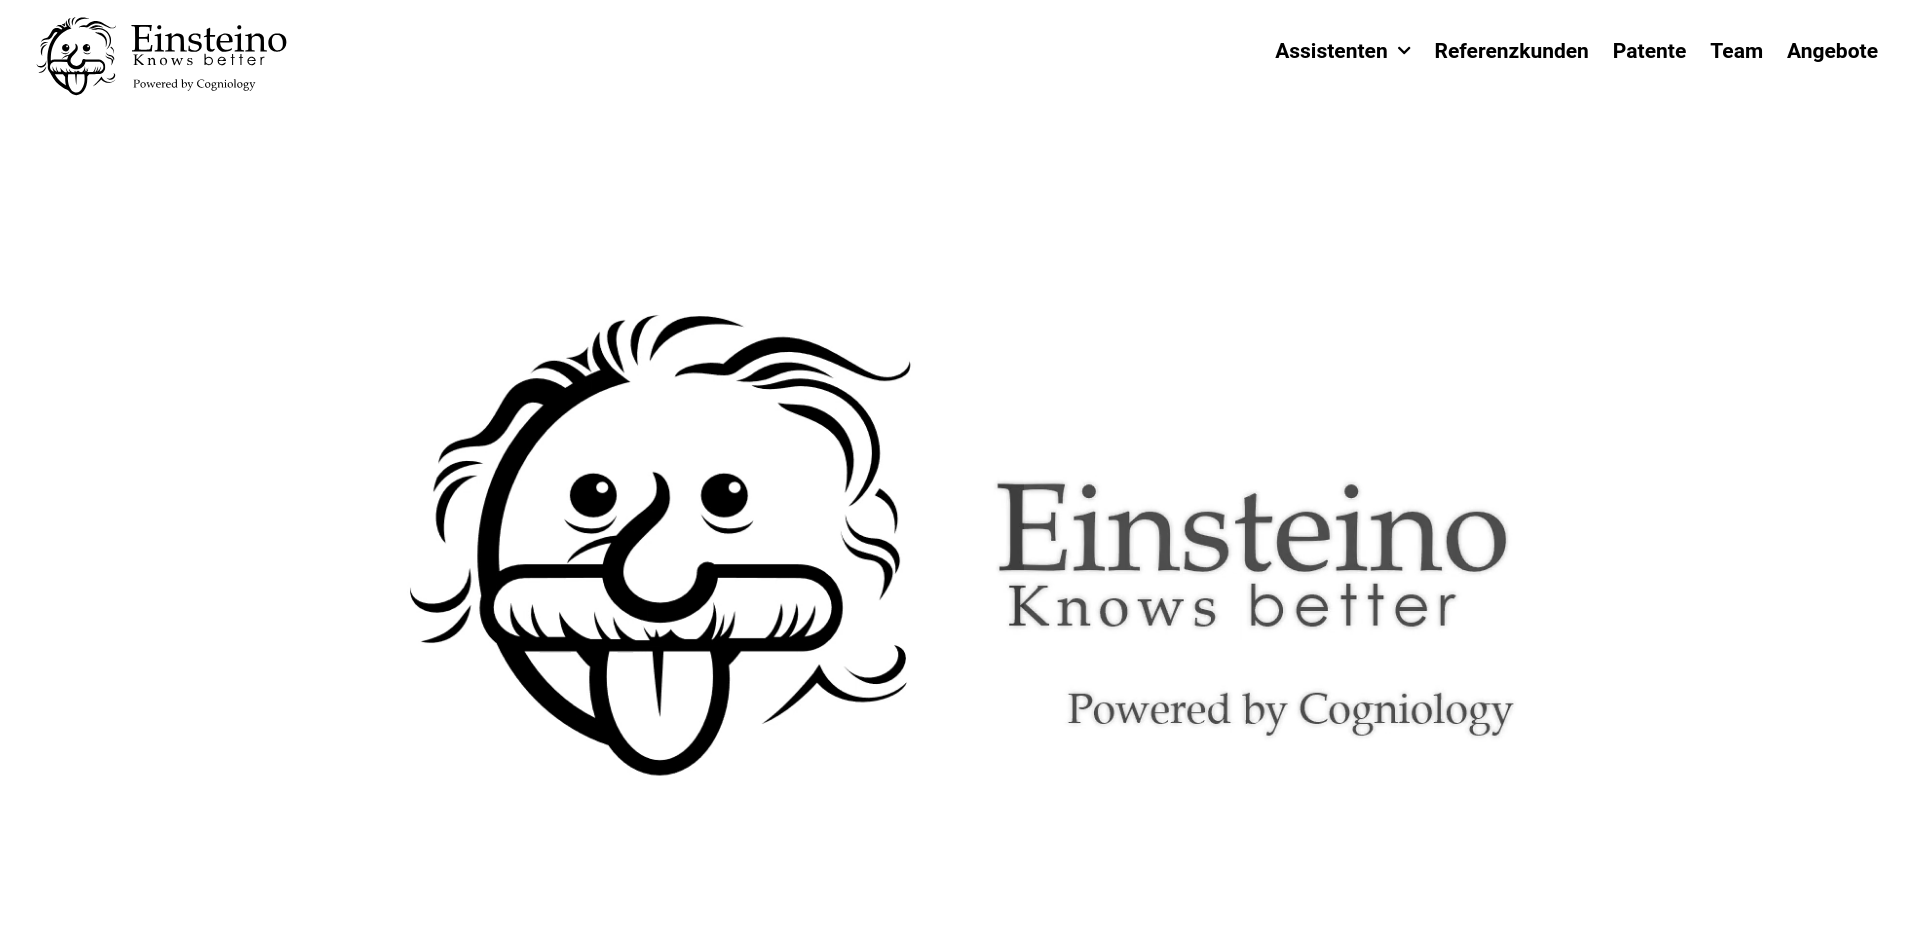 Einsteino
Knows better
Powered by Cogniology
Assistenten
Referenzkunden
Patente
Team
Angebote
Einsteino
Knows better
Powered by Cogniology